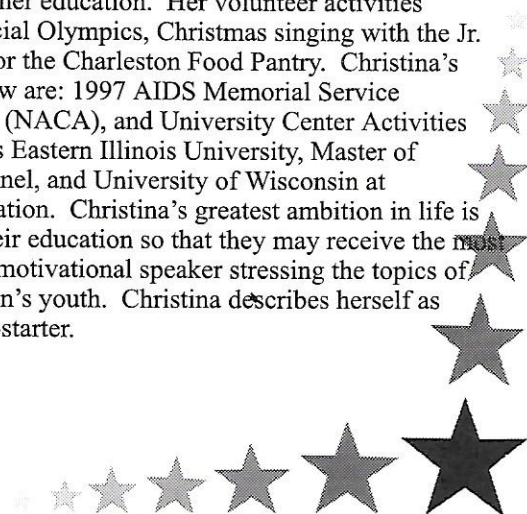 her education. Her volunteer activities
cial Olympics, Christmas singing with the Jr.
or the Charleston Food Pantry. Christina's
w are: 1997 AIDS Memorial Service
(NACA), and University Center Activities
s Eastern Illinois University, Master of
nel, and University of Wisconsin at
ation. Christina's greatest ambition in life is
eir education so that they may receive the most
motivational speaker stressing the topics of
n's youth. Christina describes herself as
-starter.